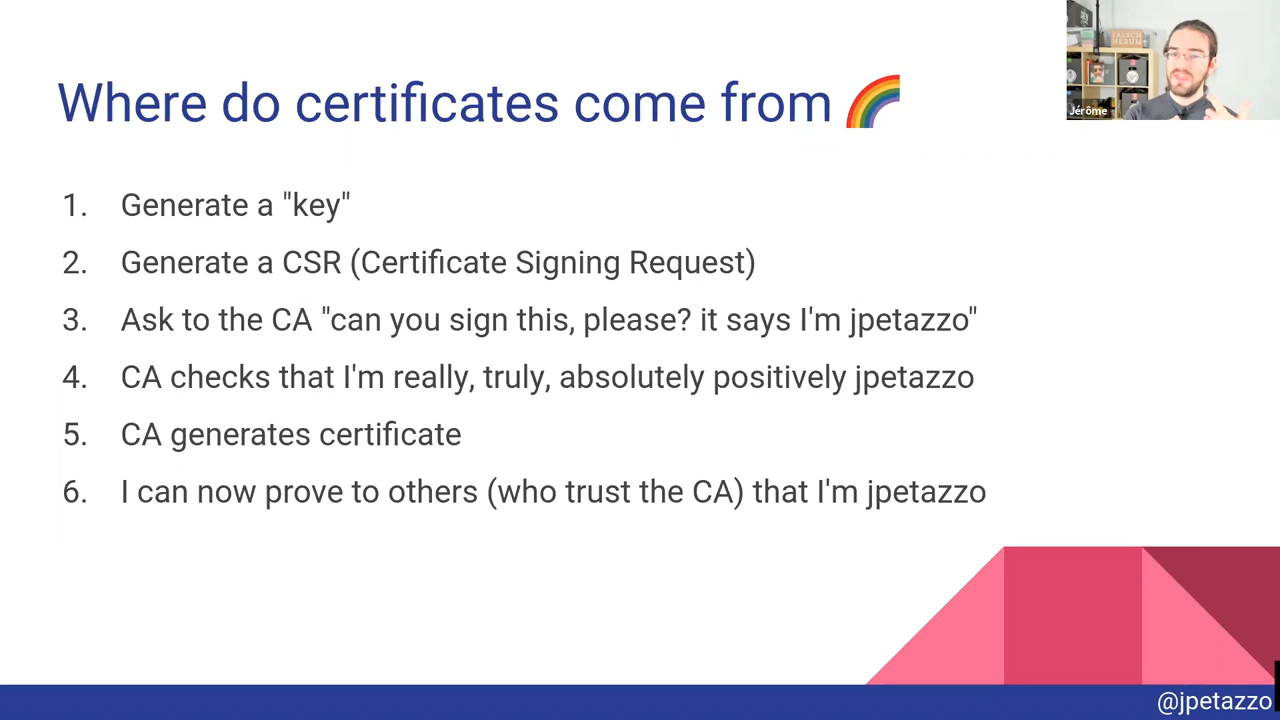 Where do certificates come from
FALSCH
HERUM
Jérôme
1. Generate a "key"
2. Generate a CSR (Certificate Signing Request)
3. Ask to the CA "can you sign this, please? it says I'm jpetazzo"
4. CA checks that I'm really, truly, absolutely positively jpetazzo
5. CA generates certificate
6. I can now prove to others (who trust the CA) that I'm jpetazzo
@jpetazzo